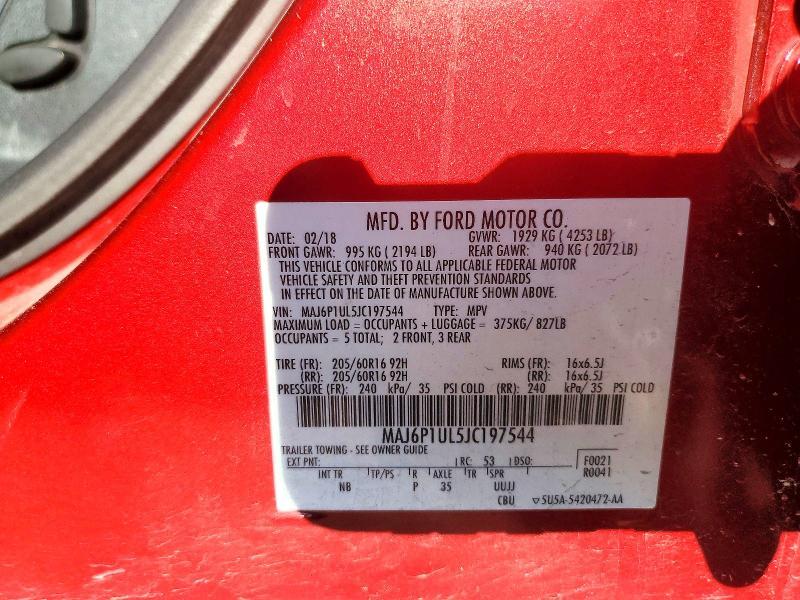 MFD. BY FORD MOTOR CO.
DATE: 02/18 GVWR: 1929 KG ( 4253 LB)
FRONT GAWR: 995 KG ( 2194 LB) REAR GAWR: 940 KG ( 2072 LB)
THIS VEHICLE CONFORMS TO ALL APPLICABLE FEDERAL MOTOR
VEHICLE SAFETY AND THEFT PREVENTION STANDARDS
IN EFFECT ON THE DATE OF MANUFACTURE SHOWN ABOVE.
VIN: MAJ6P1UL5JC197544 TYPE: MPV
MAXIMUM LOAD = OCCUPANTS + LUGGAGE = 375KG/ 827LB
OCCUPANTS = 5 TOTAL; 2 FRONT, 3 REAR
TIRE (FR): 205/60R16 92H RIMS (FR): 16x6.5J
(RR): 205/60R16 92H (RR): 16x6.5J
PRESSURE (FR): 240 kPa/ 35 PSI COLD (RR): 240 kPa/ 35 PSI COLD
MAJ6P1UL5JC197544
TRAILER TOWING - SEE OWNER GUIDE
EXT PNT: RC: 53 DSO: F0021
R0041
INT TR TP/PS R AXLE TR SPR
NB P 35 UUJJ
CBU ▽5U5A-5420472-AA